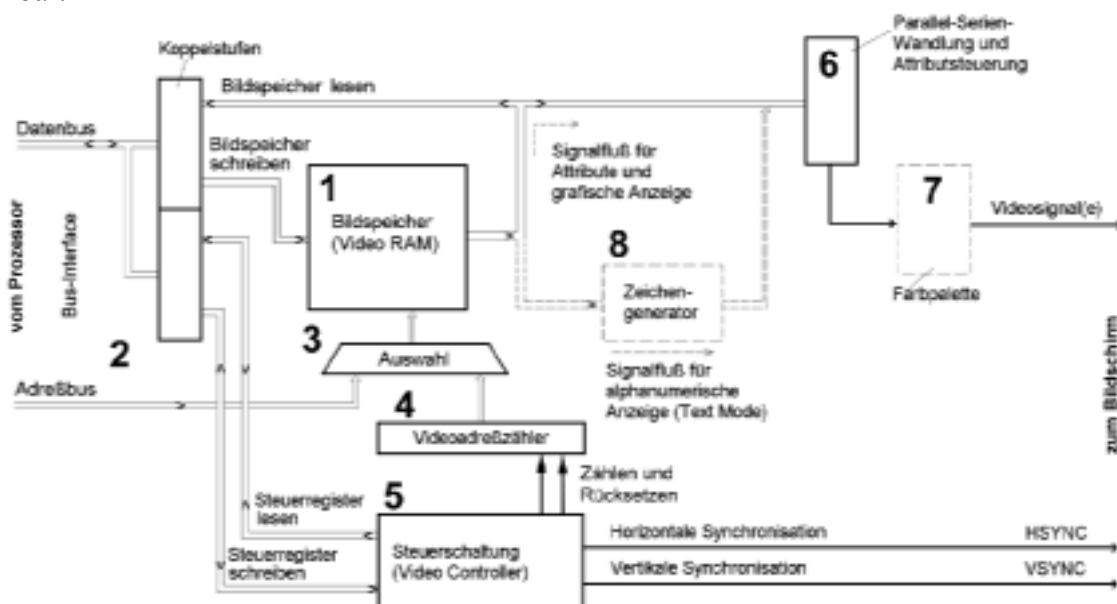 Koppelstufen
Parallel-Serien-
Wandlung und
Attributsteuerung
6
Bildspeicher lesen
Datenbus
Bildspeicher
schreiben
Signalfluß für
Attribute und
grafische Anzeige
1
Bildspeicher
(Video RAM)
7
Videosignal(e)
Farbpalette
8
Zeichen-
generator
vom Prozessor
Bus-Interface
2
3
Auswahl
Signalfluß für
alphanumerische
Anzeige (Text Mode)
Adreßbus
4
Videoadreßzähler
zum Bildschirm
Zählen und
Rücksetzen
5
Steuerregister
lesen
Steuerregister
schreiben
Steuerschaltung
(Video Controller)
Horizontale Synchronisation
HSYNC
Vertikale Synchronisation
VSYNC